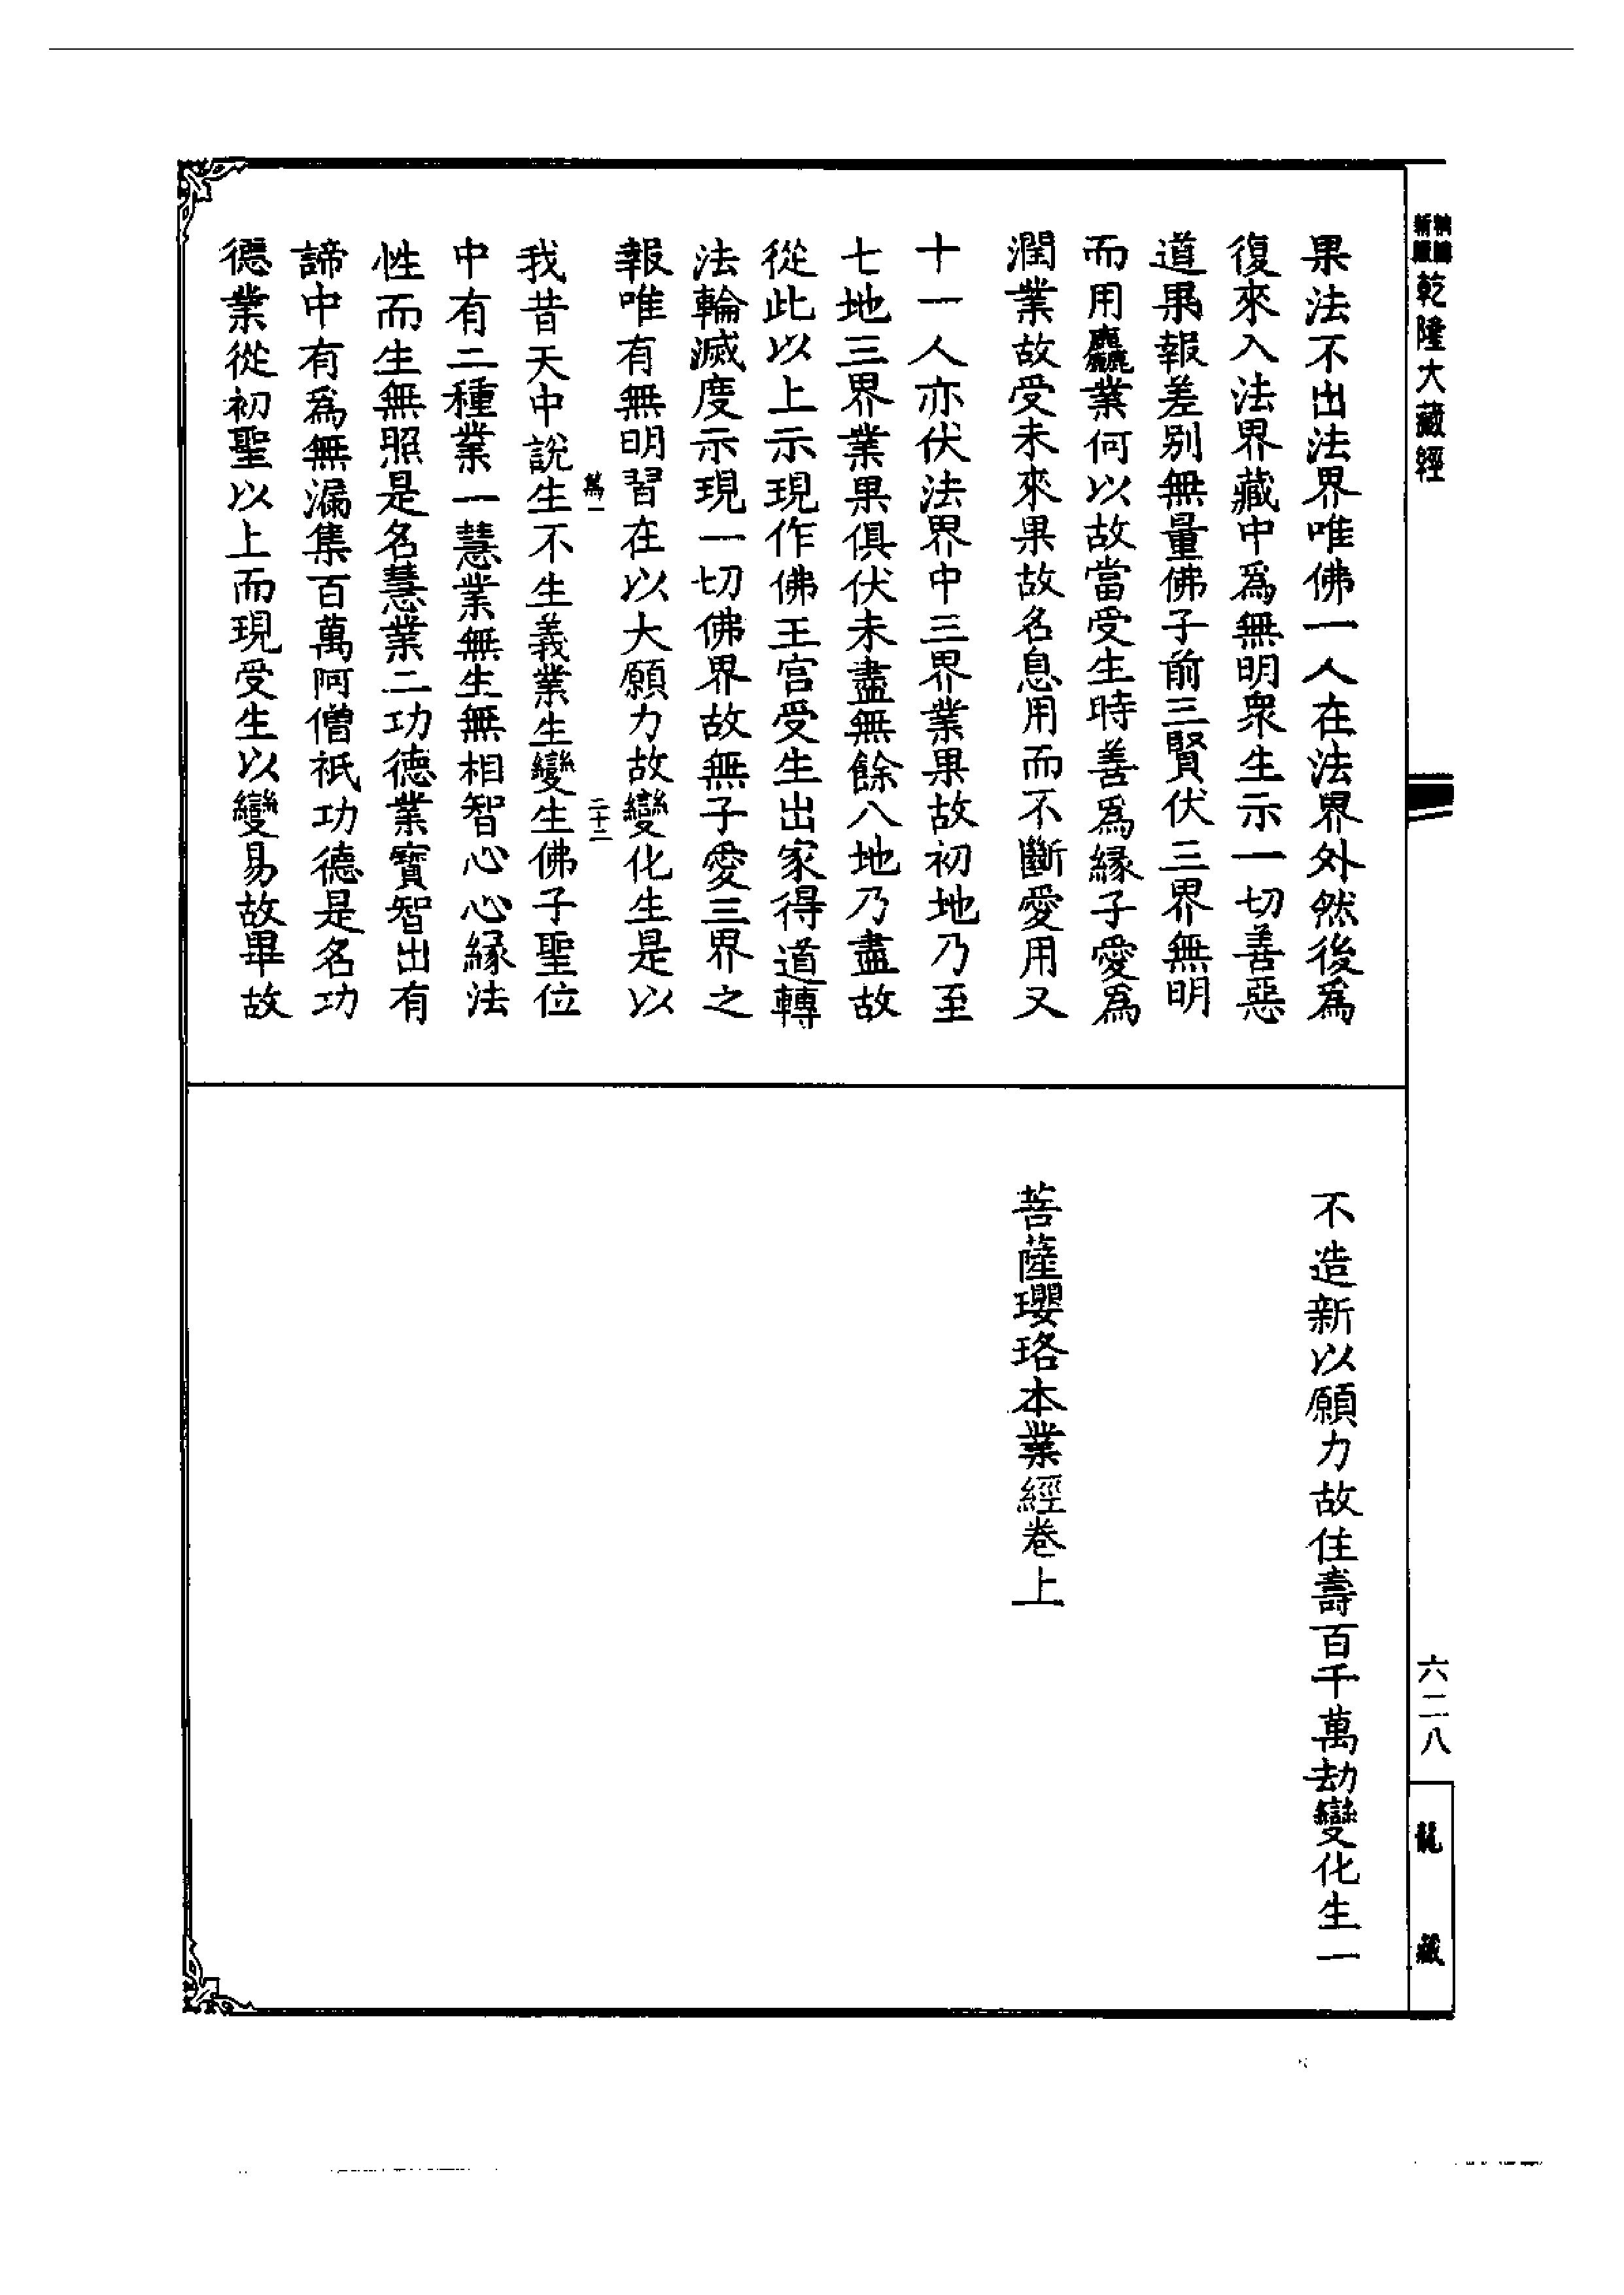 乾隆大藏經
果法不出法界唯佛一人在法界外然後爲
復來入法界藏中爲無明衆生示一切善惡
道果報差别無量佛子前三賢伏三界無明
而用麤業何以故當受生時善爲緣子愛爲
潤業故受未來果故名息用而不斷愛用又
十一人亦伏法界中三界業果故初地乃至
七地三界業果俱伏未盡無餘八地乃盡故
從此以上示現作佛王宫受生出家得道轉
法輪滅度示現一切佛界故無子愛三界之
報唯有無明習在以大願力故變化生是以
二十二
我昔天中說生不生義業生變生佛子聖位
中有二種業一慧業無生無相智心心緣法
性而生無照是名慧業二功德業寶智出有
諦中有爲無漏集百萬阿僧祇功德是名功
德業從初聖以上而現受生以變易故畢故
不造新以願力故住壽百千萬劫變化生一
菩薩瓔珞本業經卷上
六二八
龍藏